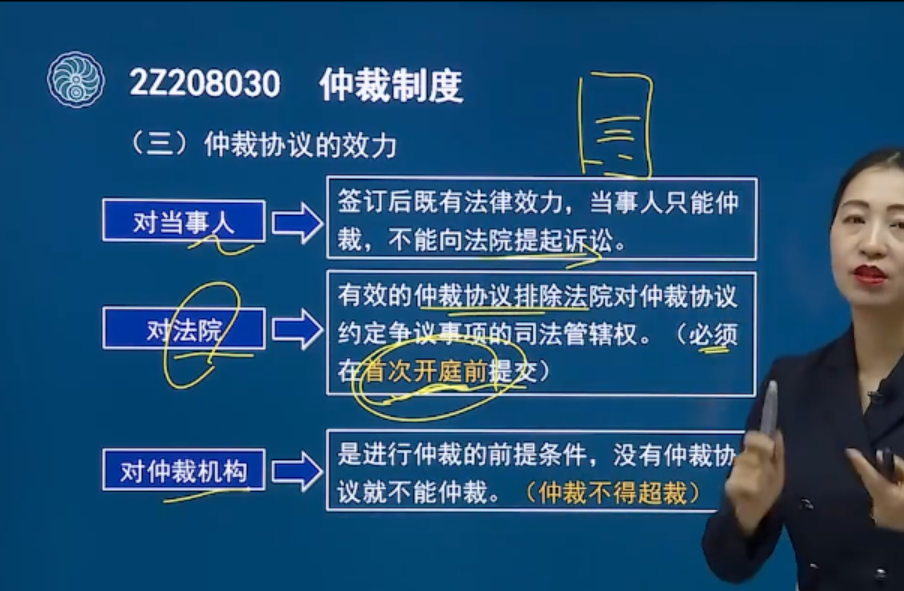 2Z208030 仲裁制度
（三）仲裁协议的效力
对当事人
签订后既有法律效力，当事人只能仲
裁，不能向法院提起诉讼。
对法院
有效的仲裁协议排除法院对仲裁协议
约定争议事项的司法管辖权。（必须
在首次开庭前提交）
对仲裁机构
是进行仲裁的前提条件，没有仲裁协
议就不能仲裁。（仲裁不得超裁）